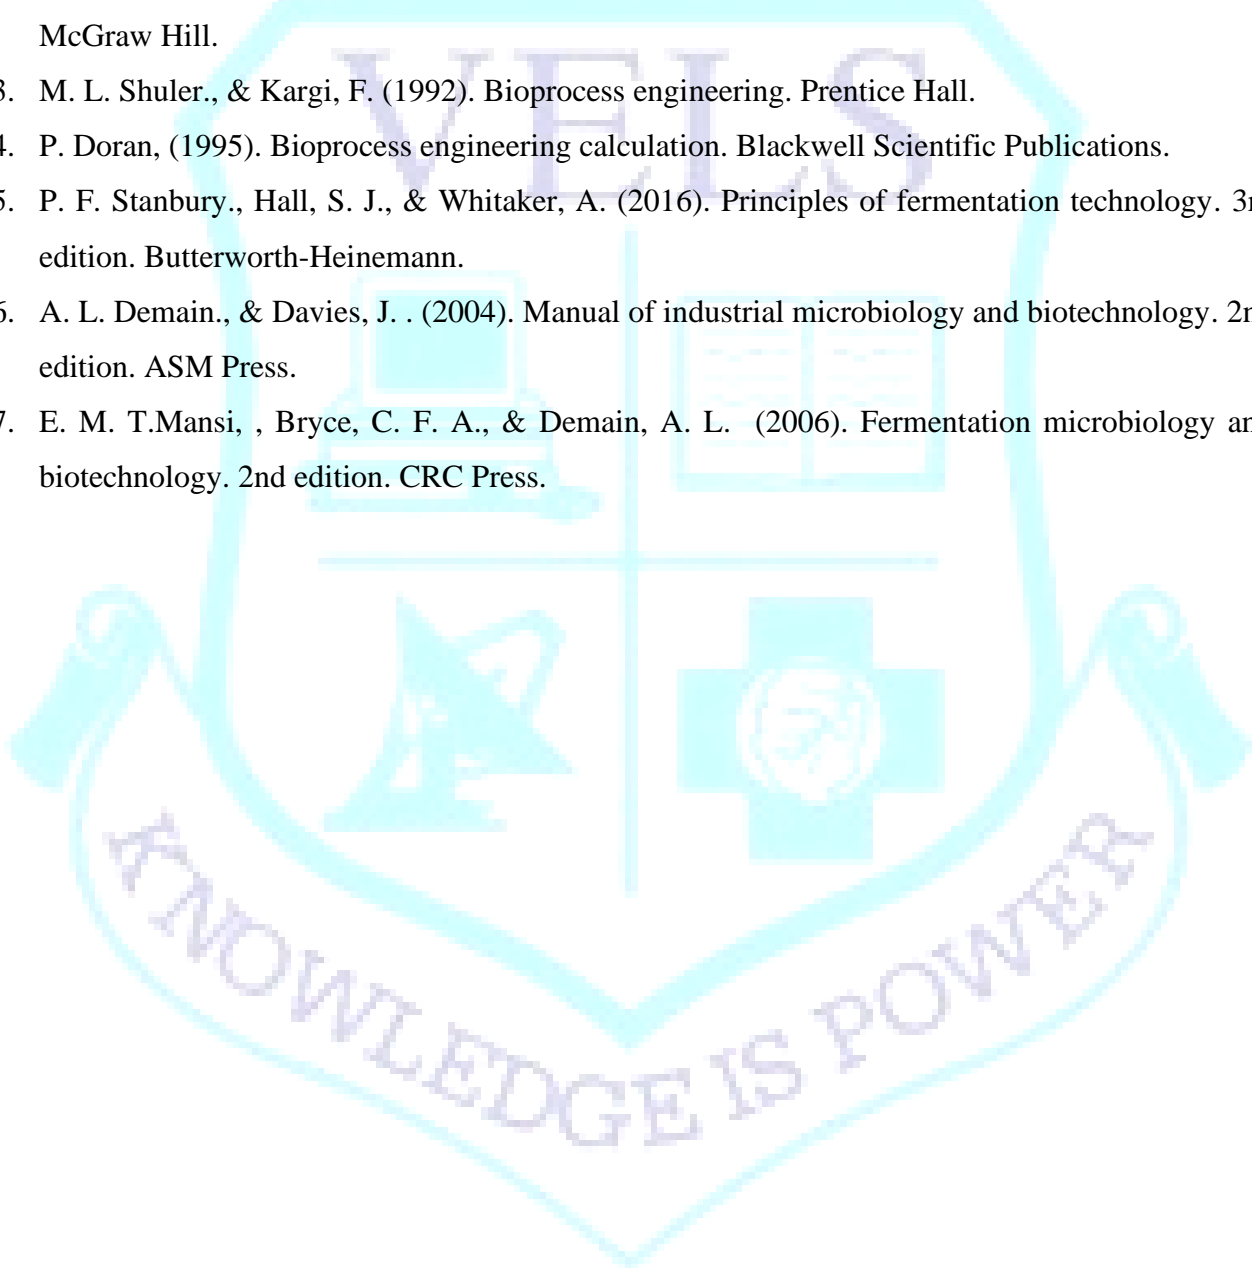 McGraw Hill.
3. M. L. Shuler., & Kargi, F. (1992). Bioprocess engineering. Prentice Hall.
4. P. Doran, (1995). Bioprocess engineering calculation. Blackwell Scientific Publications.
5. P. F. Stanbury., Hall, S. J., & Whitaker, A. (2016). Principles of fermentation technology.
edition. Butterworth-Heinemann.
6. A. L. Demain., & Davies, J. . (2004). Manual of industrial microbiology and biotechnology.
edition. ASM Press.
7. E. M. T.Mansi, , Bryce, C. F. A., & Demain, A. L. (2006). Fermentation microbiology
biotechnology. 2nd edition. CRC Press.
VELS
KNOWLEDGE IS POWER